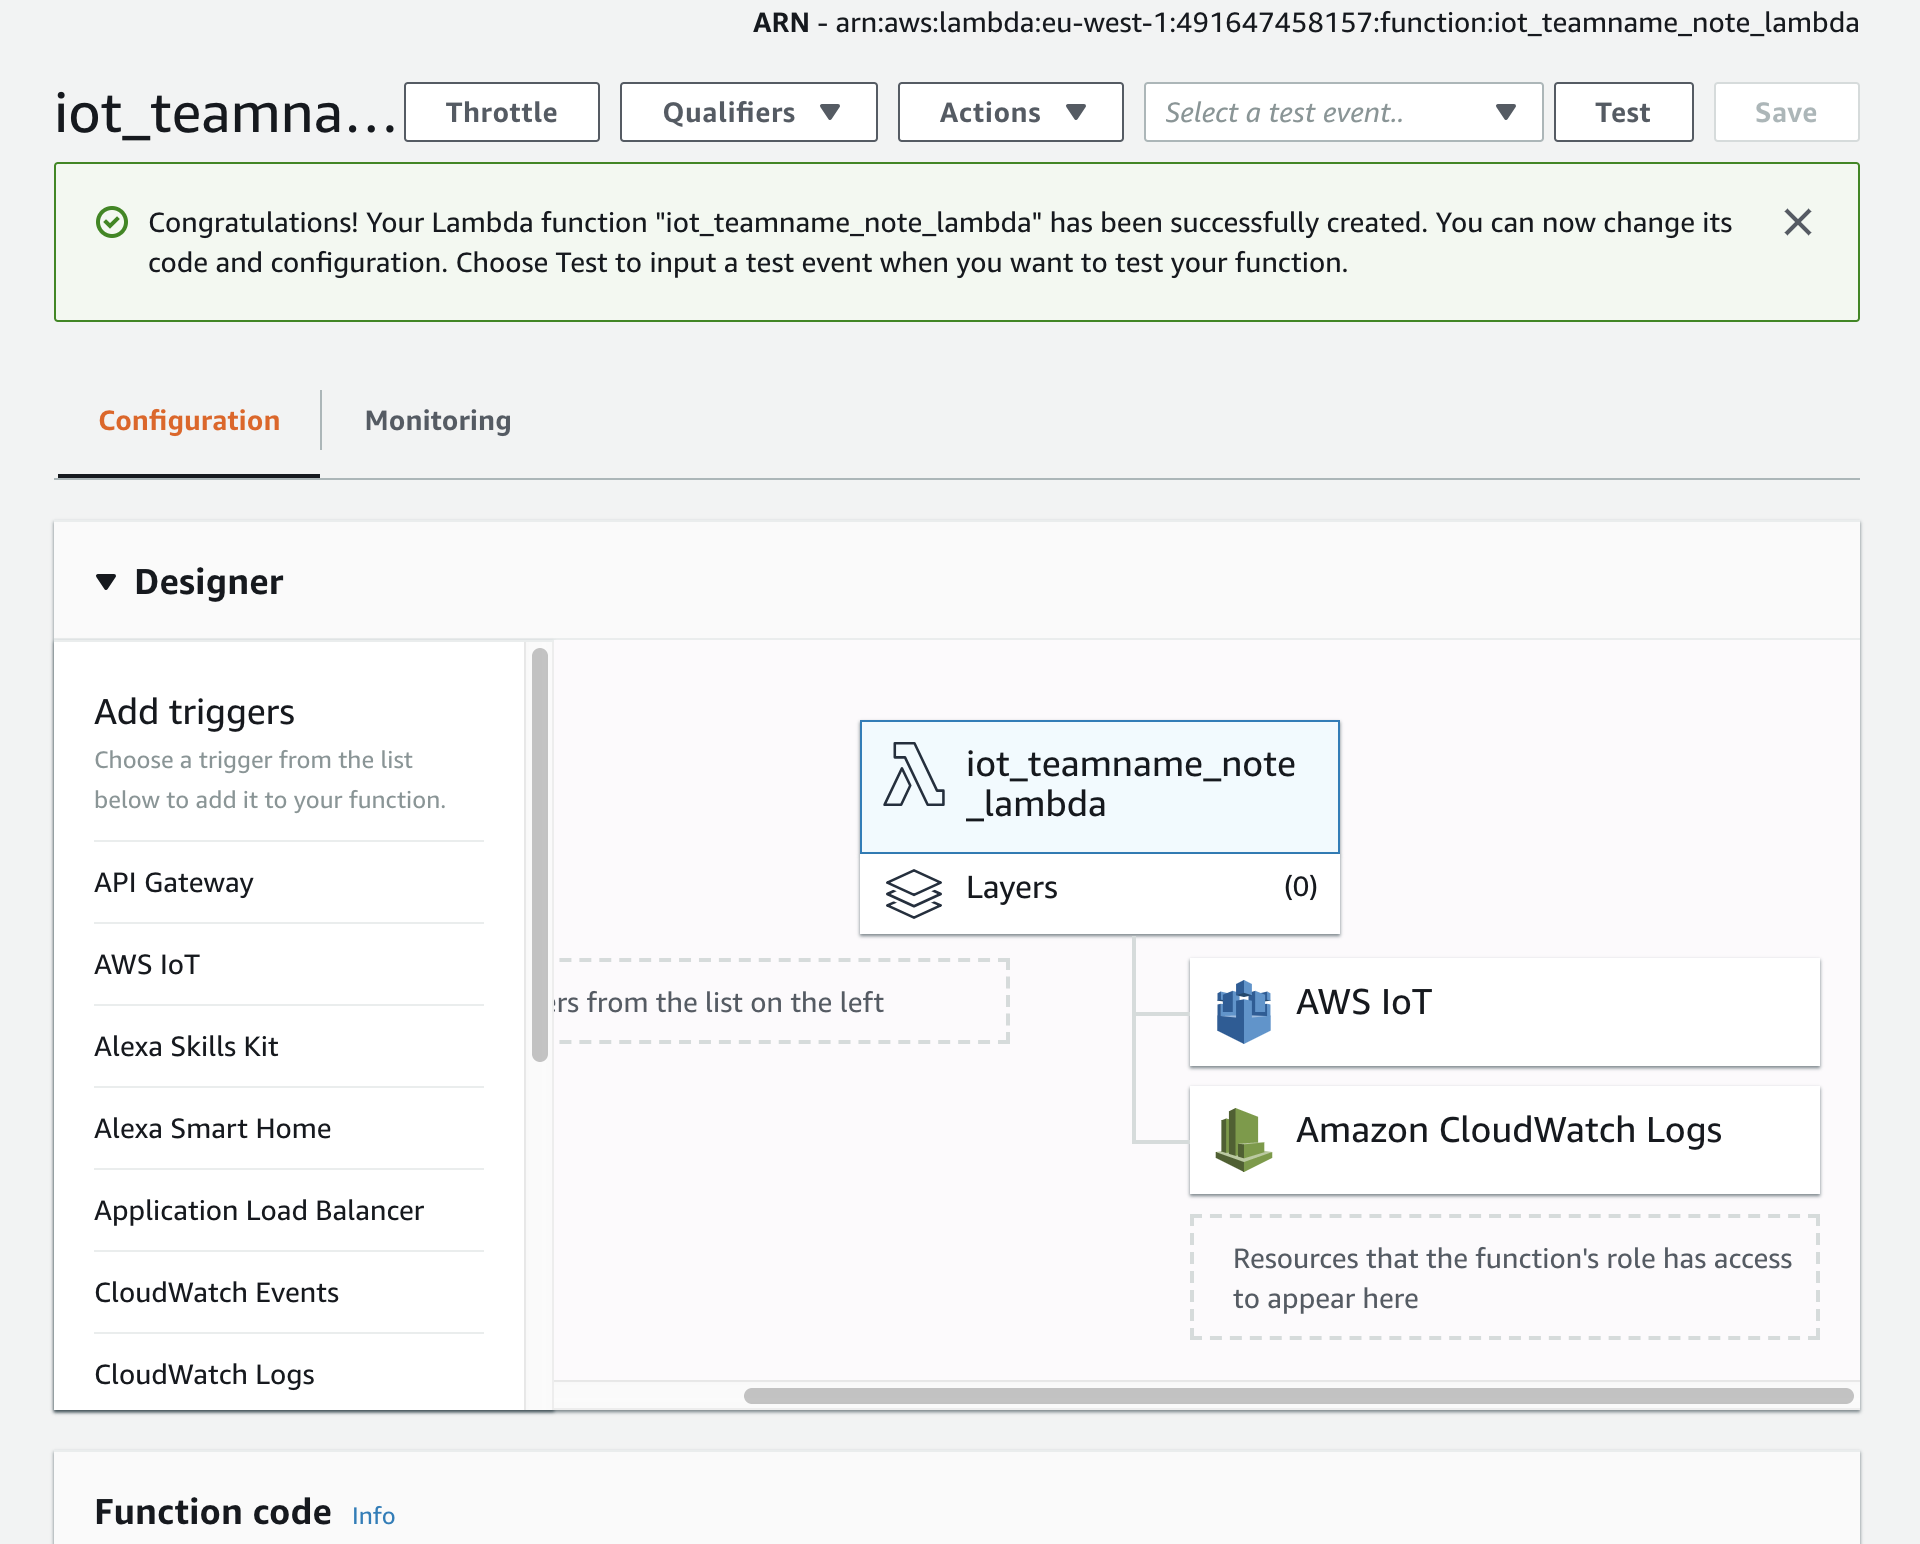 ARN - arn:aws:lambda:eu-west-1:491647458157:function:iot_teamname_note_lambda
iot_teamna...
Throttle
Qualifiers
Actions
Select a test event..
Test
Save
Congratulations! Your Lambda function "iot_teamname_note_lambda" has been successfully created. You can now change its
code and configuration. Choose Test to input a test event when you want to test your function.
Configuration
Monitoring
Designer
Add triggers
Choose a trigger from the list
below to add it to your function.
API Gateway
AWS IoT
Alexa Skills Kit
Alexa Smart Home
Application Load Balancer
CloudWatch Events
CloudWatch Logs
iot_teamname_note
_lambda
Layers (0)
ers from the list on the left
AWS IoT
Amazon CloudWatch Logs
Resources that the function's role has access
to appear here
Function code Info